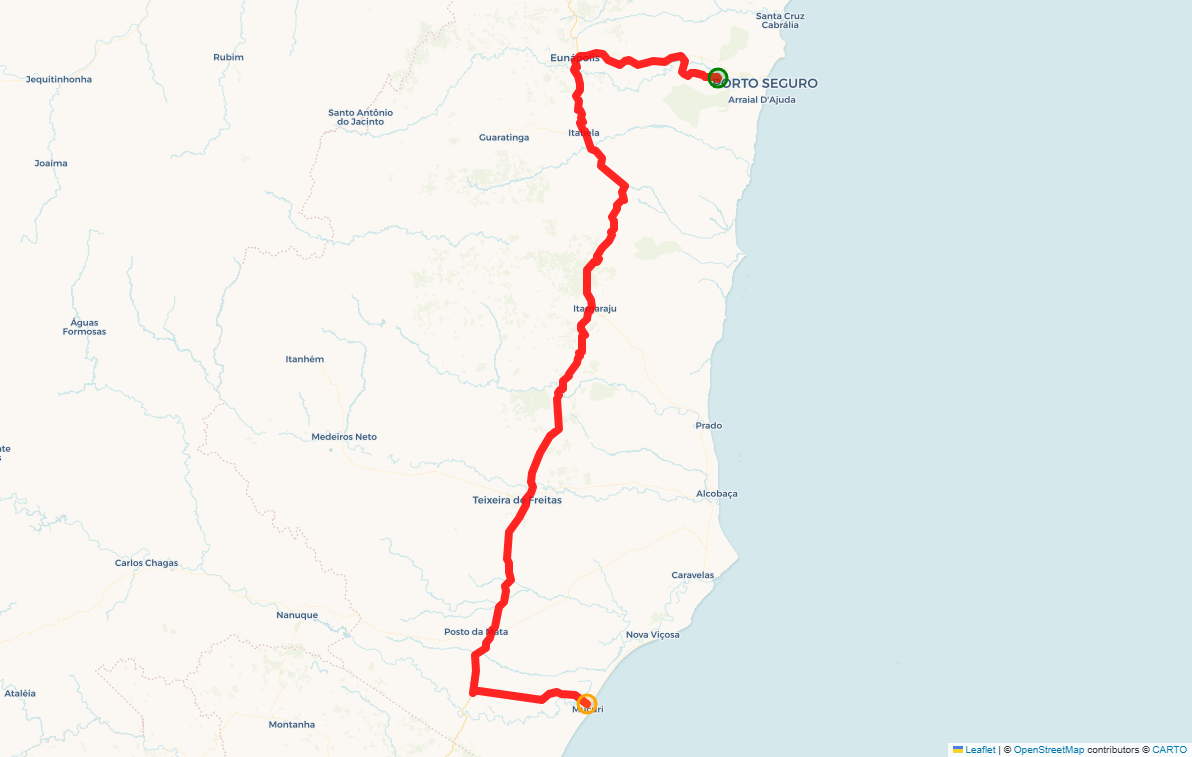 Santa Cruz
Cabrália
Rubim
Eunápolis
Jequitinhonha
PORTO SEGURO
Arraial D'Ajuda
Santo Antônio
do Jacinto
Guaratinga
Itabela
Joaima
Itamaraju
Águas
Formosas
Itanhém
Prado
Medeiros Neto
Teixeira de Freitas
Alcobaça
Carlos Chagas
Caravelas
Nanuque
Posto da Mata
Nova Viçosa
Ataléia
Mucuri
Montanha
Leaflet | © OpenStreetMap contributors © CARTO